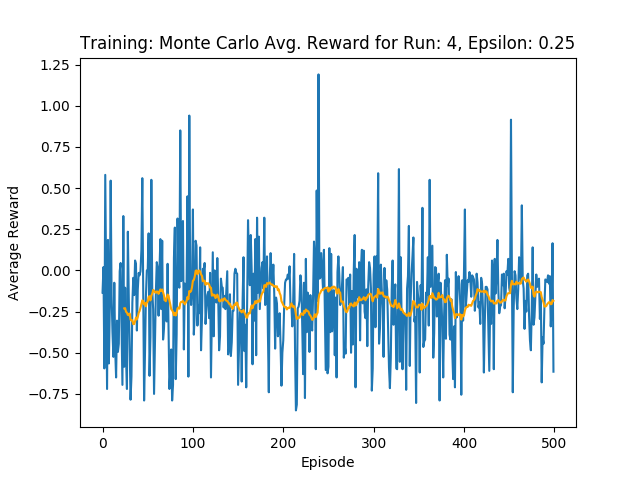 Training: Monte Carlo Avg. Reward for Run: 4, Epsilon: 0.25
1.25
1.00
0.75
0.50
0.25
0.00
−0.25
−0.50
−0.75
Average Reward
0 100 200 300 400 500
Episode